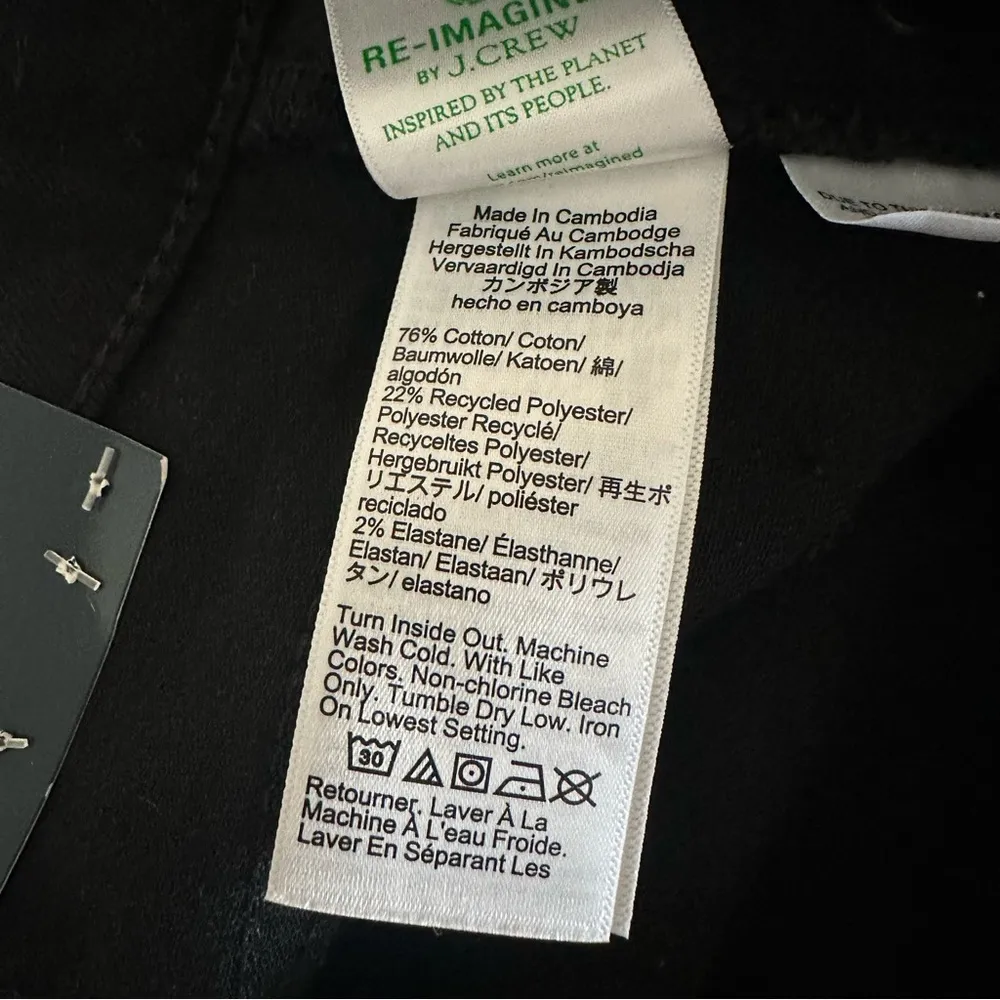 RE-IMAGINE
BY J.CREW
INSPIRED BY THE PLANET
AND ITS PEOPLE.
Learn more at
com/reimagined
Made In Cambodia
Fabriqué Au Cambodge
Hergestellt In Kambodscha
Vervaardigd In Cambodja
カンボジア製
hecho en camboya
76% Cotton/ Coton/
Baumwolle/ Katoen/ 綿/
algodón
22% Recycled Polyester/
Polyester Recyclé/
Recyceltes Polyester/
Hergebruikt Polyester/ 再生ポ
リエステル/ poliéster
reciclado
2% Elastane/ Élasthanne/
Elastan/ Elastaan/ ポリウレ
タン/ elastano
Turn Inside Out. Machine
Wash Cold. With Like
Colors. Non-chlorine Bleach
Only. Tumble Dry Low. Iron
On Lowest Setting.
30
Retourner. Laver À La
Machine À L'eau Froide.
Laver En Séparant Les
DUE TO